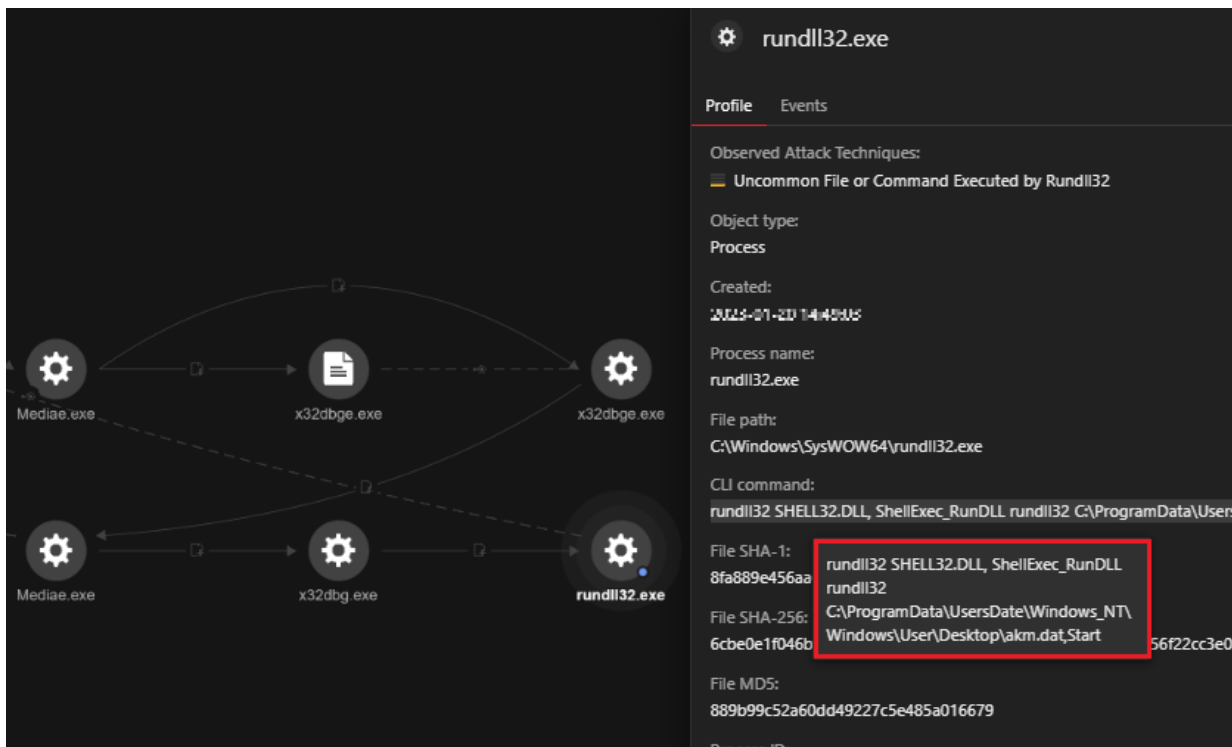 rundll32.exe
Profile Events
Observed Attack Techniques:
Uncommon File or Command Executed by Rundll32
Object type:
Process
Created:
Process name:
rundll32.exe
File path:
C:\Windows\SysWOW64\rundll32.exe
CLI command:
rundll32 SHELL32.DLL, ShellExec_RunDLL rundll32 C:\ProgramData\Users
File SHA-1:
8fa889e456aa
rundll32 SHELL32.DLL, ShellExec_RunDLL
rundll32
C:\ProgramData\UsersDate\Windows_NT\
Windows\User\Desktop\akm.dat,Start
File SHA-256:
6cbe0e1f046b
56f22cc3e0
File MD5:
889b99c52a60dd49227c5e485a016679
Mediae.exe
x32dbge.exe
x32dbge.exe
Mediae.exe
x32dbg.exe
rundll32.exe